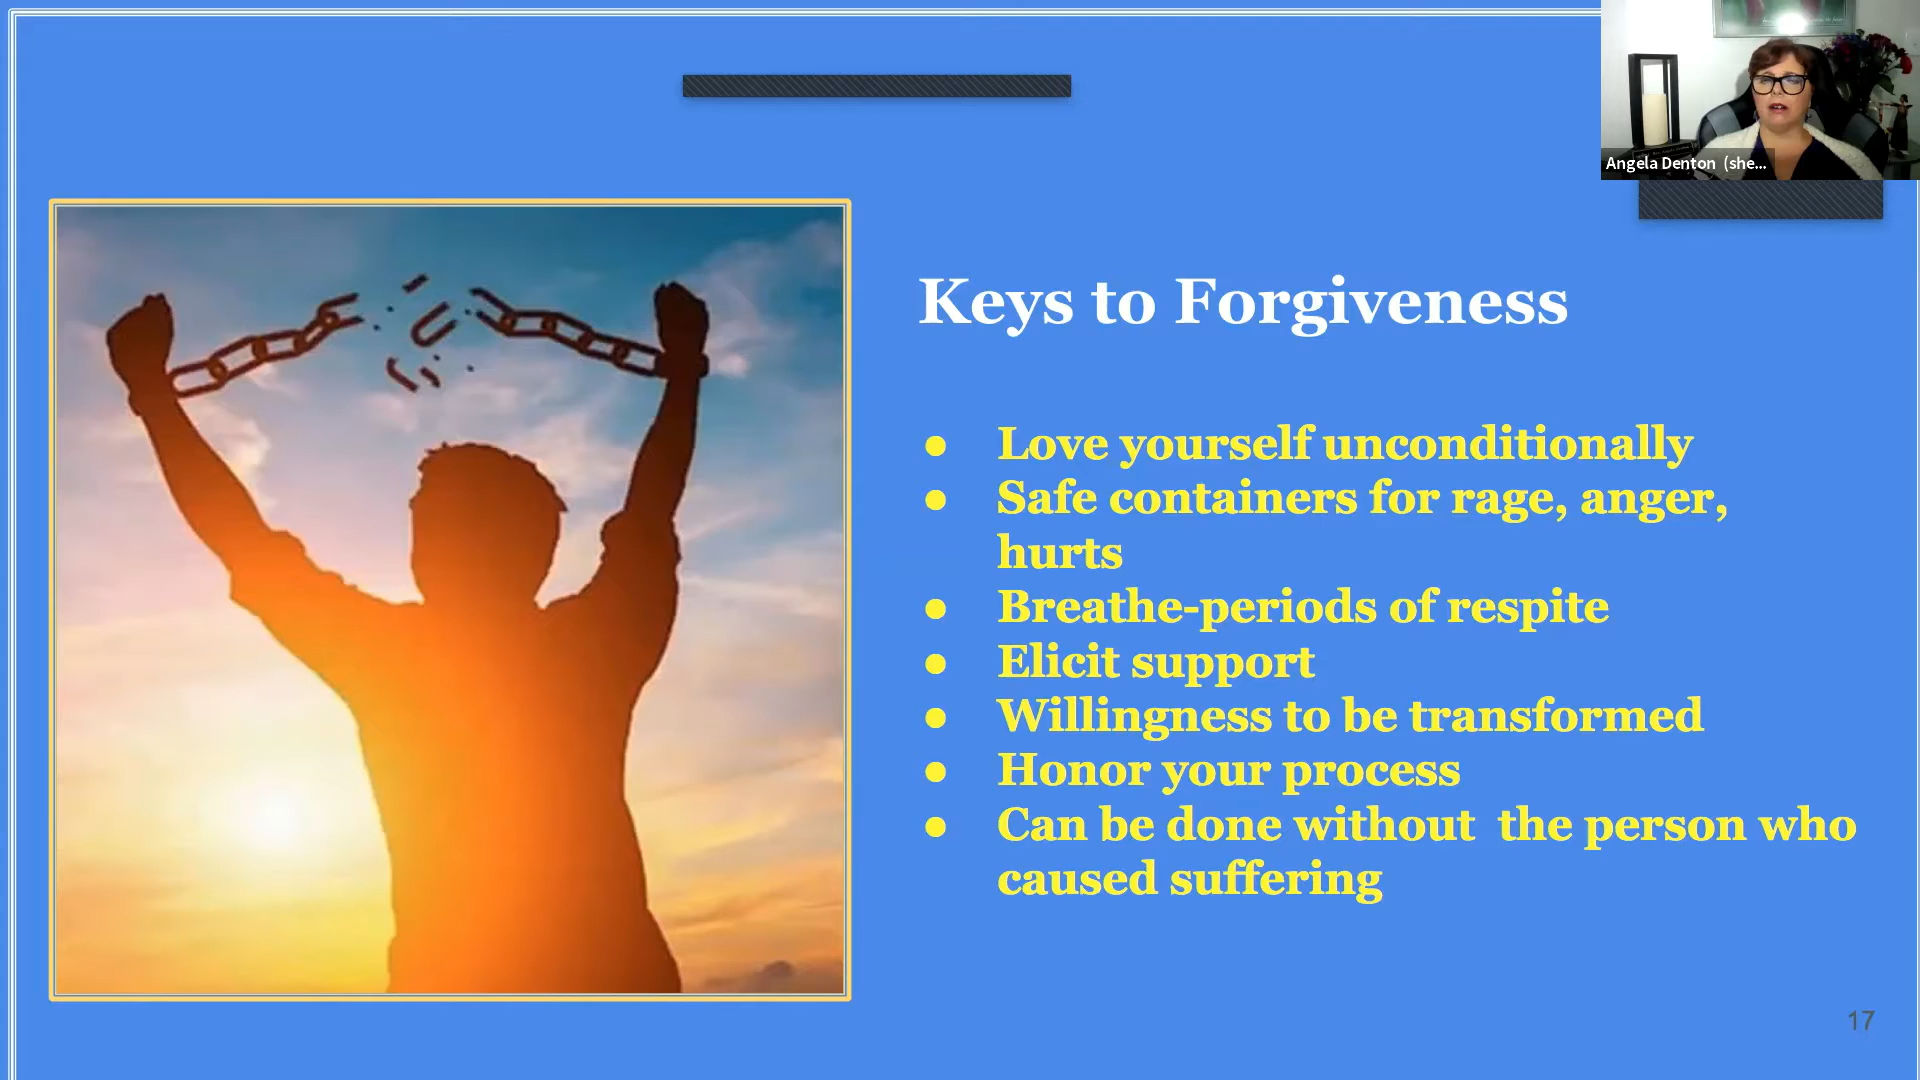 Angela Denton (she...
Keys to Forgiveness
● Love yourself unconditionally
● Safe containers for rage, anger,
hurts
● Breathe-periods of respite
● Elicit support
● Willingness to be transformed
● Honor your process
● Can be done without  the person who
caused suffering
17